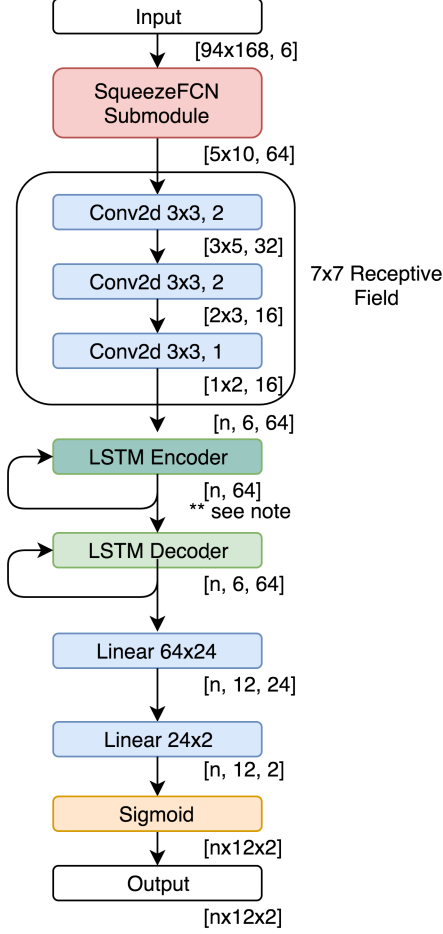 Input
[94x168, 6]
SqueezeFCN
Submodule
[5x10, 64]
Conv2d 3x3, 2
[3x5, 32]
7x7 Receptive
Field
Conv2d 3x3, 2
[2x3, 16]
Conv2d 3x3, 1
[1x2, 16]
[n, 6, 64]
LSTM Encoder
[n, 64]
** see note
LSTM Decoder
[n, 6, 64]
Linear 64x24
[n, 12, 24]
Linear 24x2
[n, 12, 2]
Sigmoid
[nx12x2]
Output
[nx12x2]